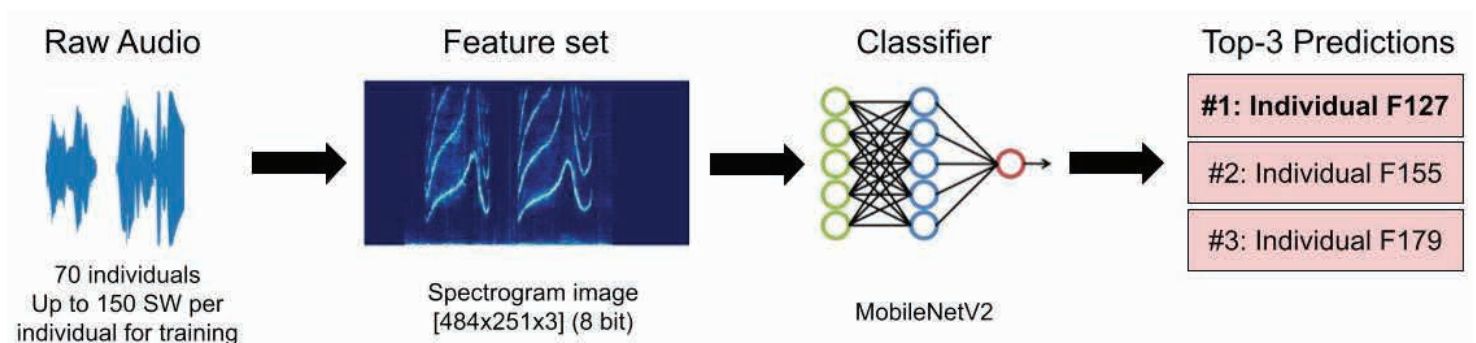 Raw Audio
Feature set
Classifier
Top-3 Predictions
#1: Individual F127
#2: Individual F155
#3: Individual F179
70 individuals
Up to 150 SW per
individual for training
Spectrogram image
[484x251x3] (8 bit)
MobileNetV2